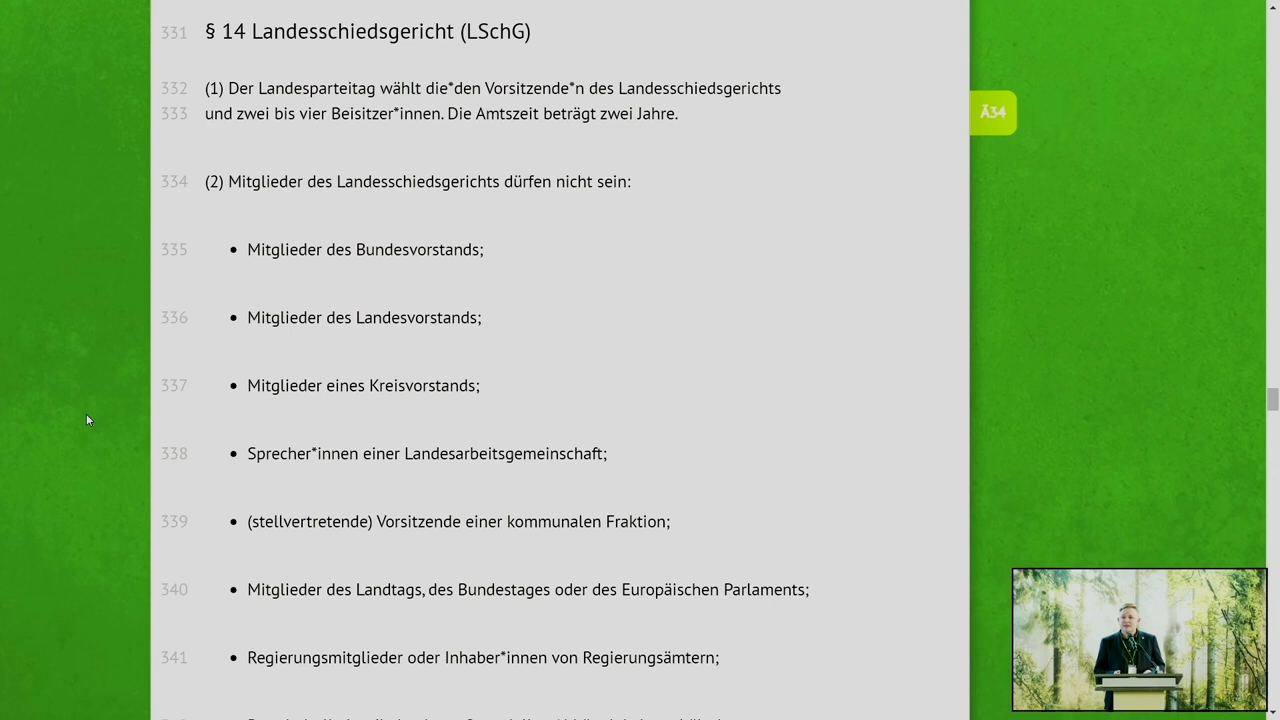 331 § 14 Landesschiedsgericht (LSchG)
332 (1) Der Landesparteitag wählt die*den Vorsitzende*n des Landesschiedsgerichts
333 und zwei bis vier Beisitzer*innen. Die Amtszeit beträgt zwei Jahre.
Ä34
334 (2) Mitglieder des Landesschiedsgerichts dürfen nicht sein:
335 • Mitglieder des Bundesvorstands;
336 • Mitglieder des Landesvorstands;
337 • Mitglieder eines Kreisvorstands;
338 • Sprecher*innen einer Landesarbeitsgemeinschaft;
339 • (stellvertretende) Vorsitzende einer kommunalen Fraktion;
340 • Mitglieder des Landtags, des Bundestages oder des Europäischen Parlaments;
341 • Regierungsmitglieder oder Inhaber*innen von Regierungsämtern;